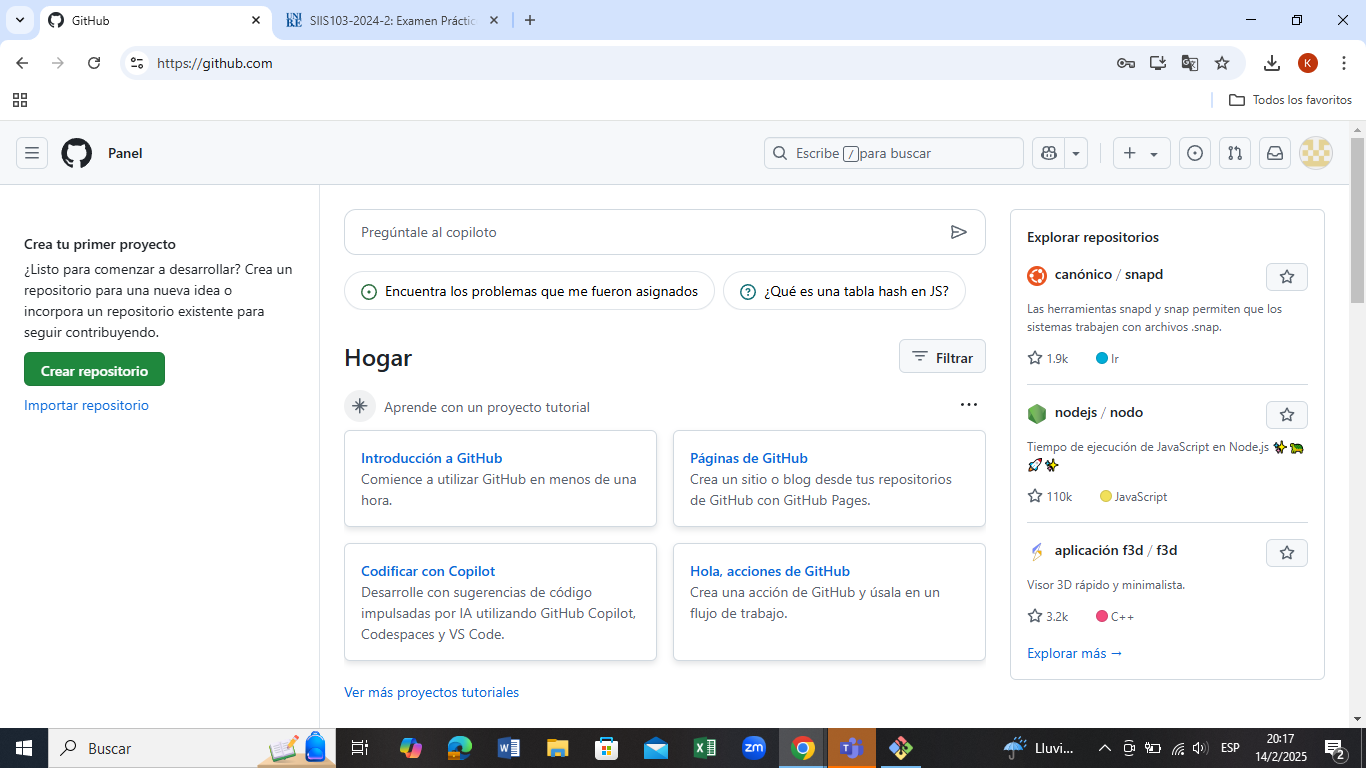 GitHub
SIIS103-2024-2: Examen Práctic
https://github.com
K
Todos los favoritos
Panel
Escribe / para buscar
Crea tu primer proyecto
¿Listo para comenzar a desarrollar? Crea un
repositorio para una nueva idea o
incorpora un repositorio existente para
seguir contribuyendo.
Crear repositorio
Importar repositorio
Pregúntale al copiloto
Encuentra los problemas que me fueron asignados
¿Qué es una tabla hash en JS?
Hogar
Filtrar
Aprende con un proyecto tutorial
Introducción a GitHub
Comience a utilizar GitHub en menos de una
hora.
Páginas de GitHub
Crea un sitio o blog desde tus repositorios
de GitHub con GitHub Pages.
Codificar con Copilot
Desarrolle con sugerencias de código
impulsadas por IA utilizando GitHub Copilot,
Codespaces y VS Code.
Hola, acciones de GitHub
Crea una acción de GitHub y úsala en un
flujo de trabajo.
Ver más proyectos tutoriales
Explorar repositorios
canónico / snapd
Las herramientas snapd y snap permiten que los
sistemas trabajen con archivos .snap.
1.9k Ir
nodejs / nodo
Tiempo de ejecución de JavaScript en Node.js ✨🐢
🚀✨
110k JavaScript
aplicación f3d / f3d
Visor 3D rápido y minimalista.
3.2k C++
Explorar más →
Buscar
zm
Lluvi...
ESP
20:17
14/2/2025
2